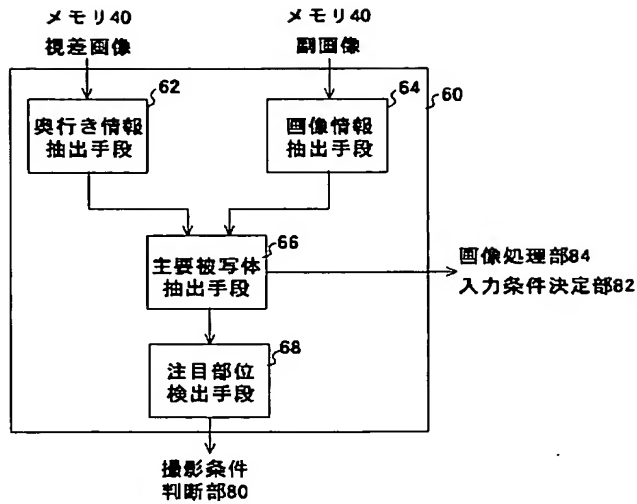 メモリ40
視差画像
メモリ40
副画像
62
奥行き情報
抽出手段
64
画像情報
抽出手段
60
66
主要被写体
抽出手段
画像処理部84
入力条件決定部82
68
注目部位
検出手段
撮影条件
判断部80